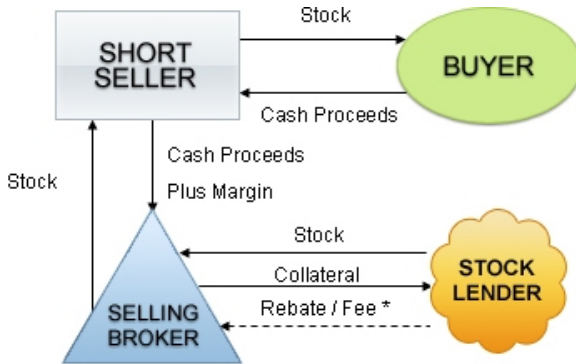 Stock
SHORT
SELLER
BUYER
Cash Proceeds
Cash Proceeds
Plus Margin
Stock
Stock
Collateral
Rebate / Fee *
SELLING
BROKER
STOCK
LENDER